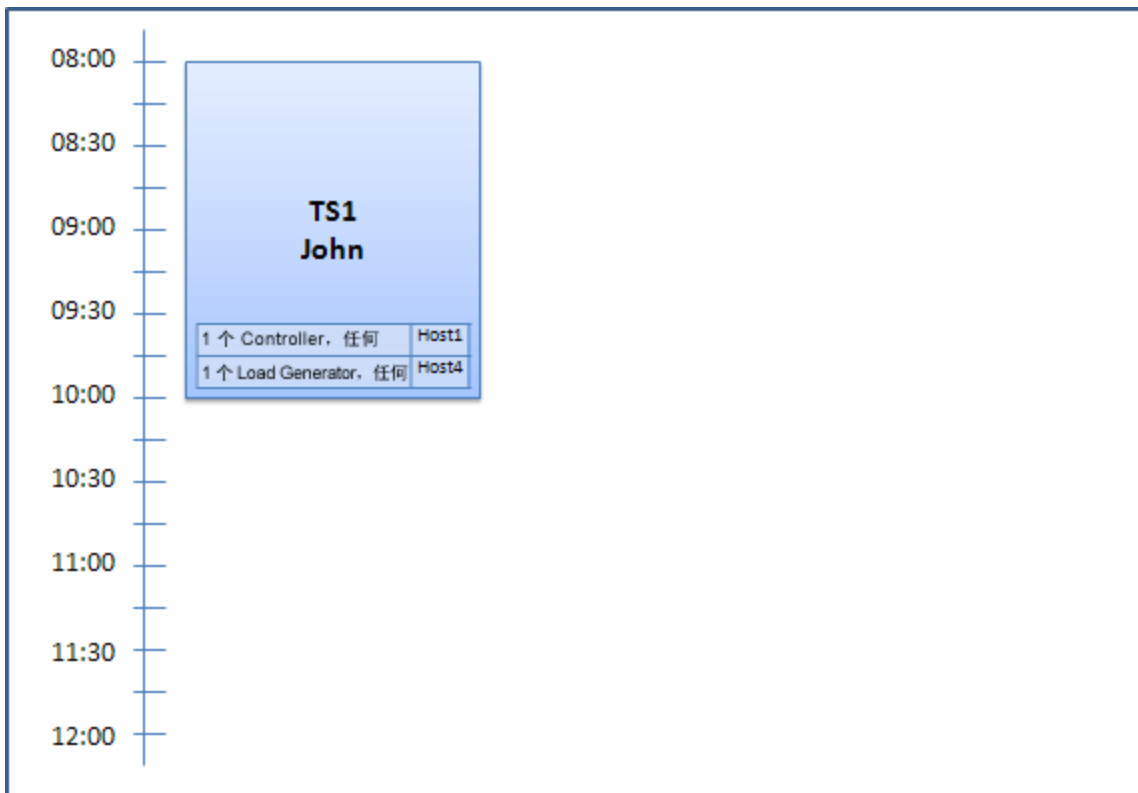 08:00
08:30
09:00
09:30
10:00
10:30
11:00
11:30
12:00
TS1
John
1 个 Controller，任何 Host1
1 个 Load Generator，任何 Host4